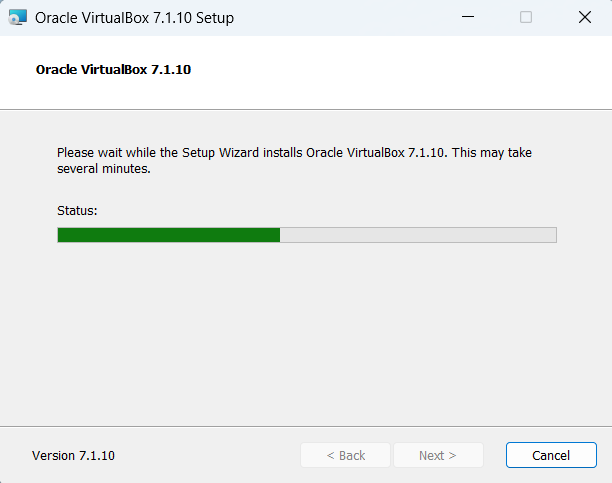 Oracle VirtualBox 7.1.10 Setup
Oracle VirtualBox 7.1.10
Please wait while the Setup Wizard installs Oracle VirtualBox 7.1.10. This may take
several minutes.
Status:
Version 7.1.10
< Back
Next >
Cancel